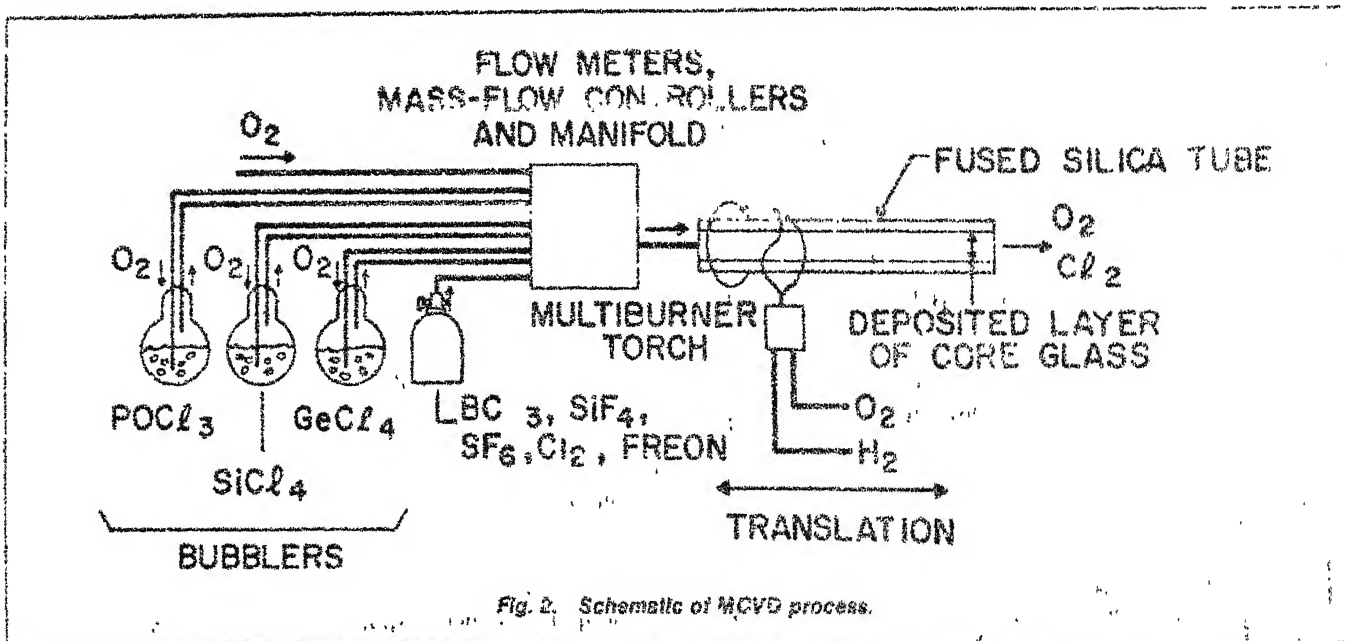 FLOW METERS,
MASS-FLOW CON ROLLERS
AND MANIFOLD
O2
FUSED SILICA TUBE
O2
Cl2
O2
O2
O2
MULTIBURNER
TORCH
DEPOSITED LAYER
OF CORE GLASS
POCl3
GeCl4
SiCl4
BC 3, SiF4,
SF6, Cl2, FREON
O2
H2
TRANSLATION
BUBBLERS
Fig. 2. Schematic of MCVD process.